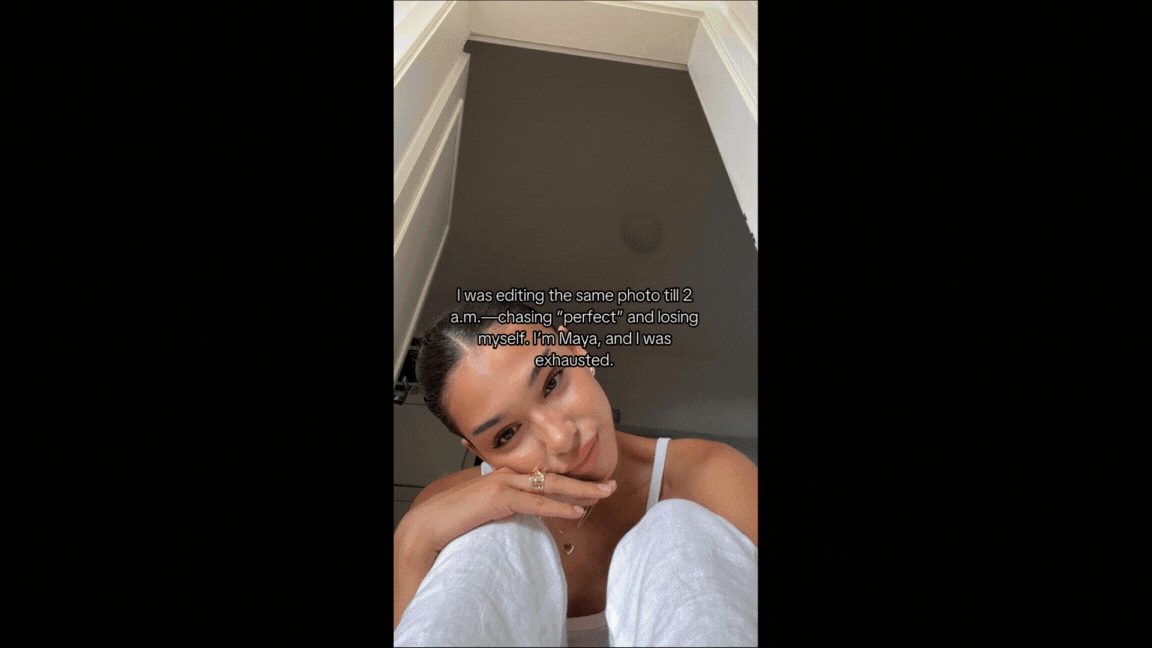 I was editing the same photo till 2
a.m.—chasing “perfect” and losing
myself. I’m Maya, and I was
exhausted.